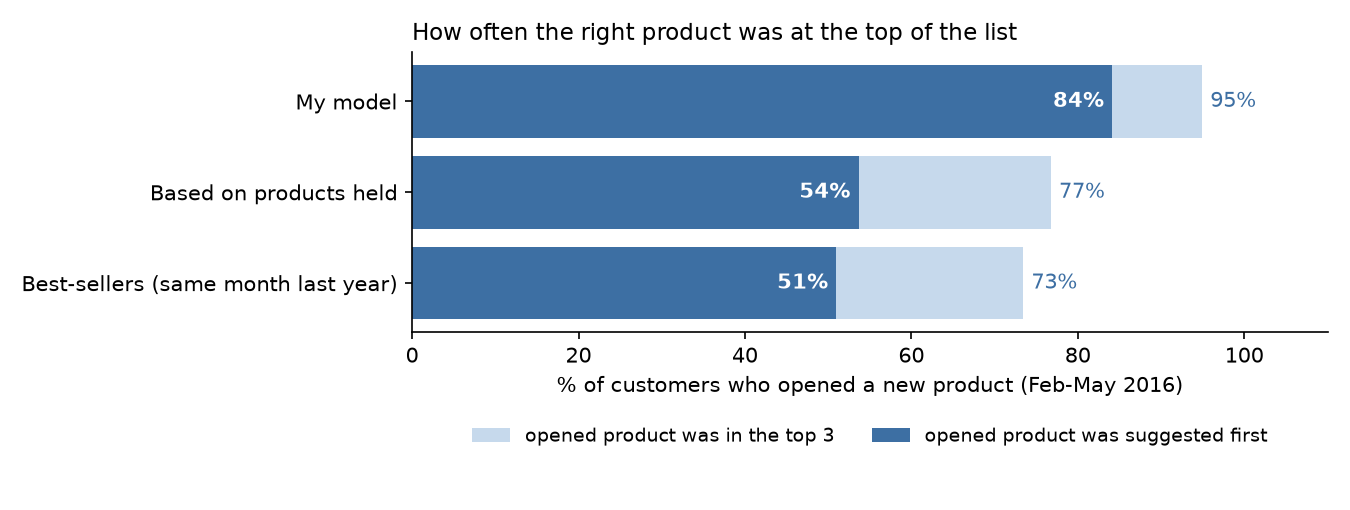 How often the right product was at the top of the list
My model
84%
95%
Based on products held
54%
77%
Best-sellers (same month last year)
51%
73%
0 20 40 60 80 100
% of customers who opened a new product (Feb-May 2016)
opened product was in the top 3
opened product was suggested first